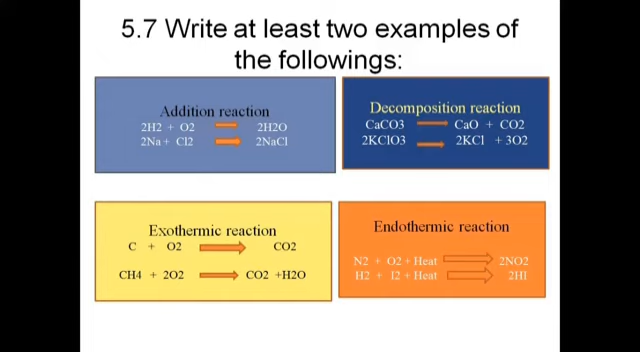 5.7 Write at least two examples of
the followings:
Addition reaction
2H2 + O2 2H2O
2Na + Cl2 2NaCl
Decomposition reaction
CaCO3 CaO + CO2
2KClO3 2KCl + 3O2
Exothermic reaction
C + O2 CO2
CH4 + 2O2 CO2 +H2O
Endothermic reaction
N2 + O2 + Heat 2NO2
H2 + I2 + Heat 2HI